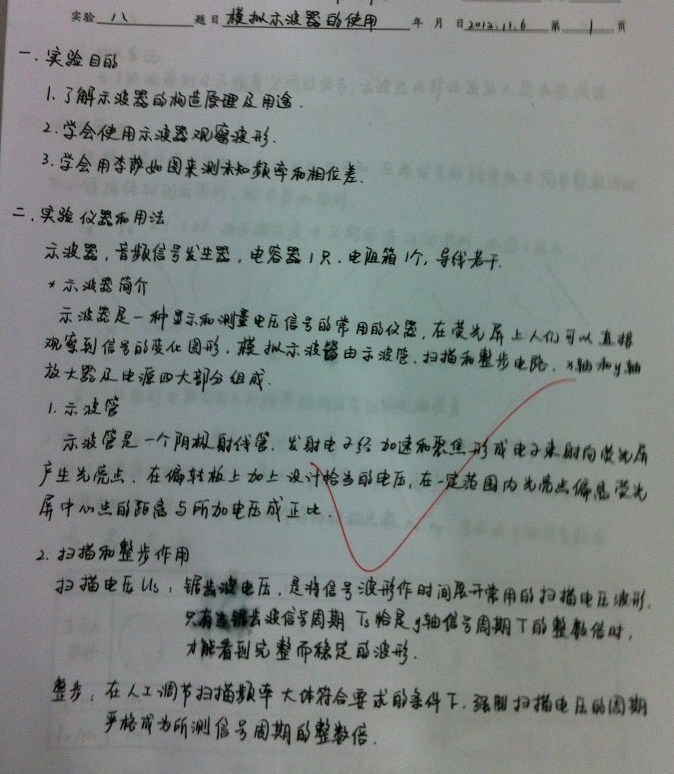 实验 八 题目 模拟示波器的使用 年 月 日 2012.11.6 第 1 页
一.实验目的
1.了解示波器的构造原理及用途.
2.学会使用示波器观察波形.
3.学会用李萨如图来测未知频率和相位差.
二.实验仪器和用法
示波器,音频信号发生器,电容器1只.电阻箱1个,导线若干.
* 示波器简介
示波器是一种显示和测量电压信号的常用的仪器,在荧光屏上人们可以直接
观察到信号的变化图形.模拟示波器由示波管、扫描和整步电路、x轴和y轴
放大器及电源四大部分组成.
1.示波管
示波管是一个阴极射线管,发射电子经加速和聚焦形成电子束射向荧光屏
产生光亮点.在偏转板上加上设计恰当的电压,在一定范围内光亮点偏离荧光
屏中心点的距离与所加电压成正比.
2.扫描和整步作用
扫描电压Us:锯齿波电压,是将信号波形作时间展开常用的扫描电压波形.
只有当锯齿波信号周期Ts恰是y轴信号周期T的整数倍时,
才能看到完整而稳定的波形.
整步:在人工调节扫描频率大体符合要求的条件下,强制扫描电压的周期
严格成为所测信号周期的整数倍.